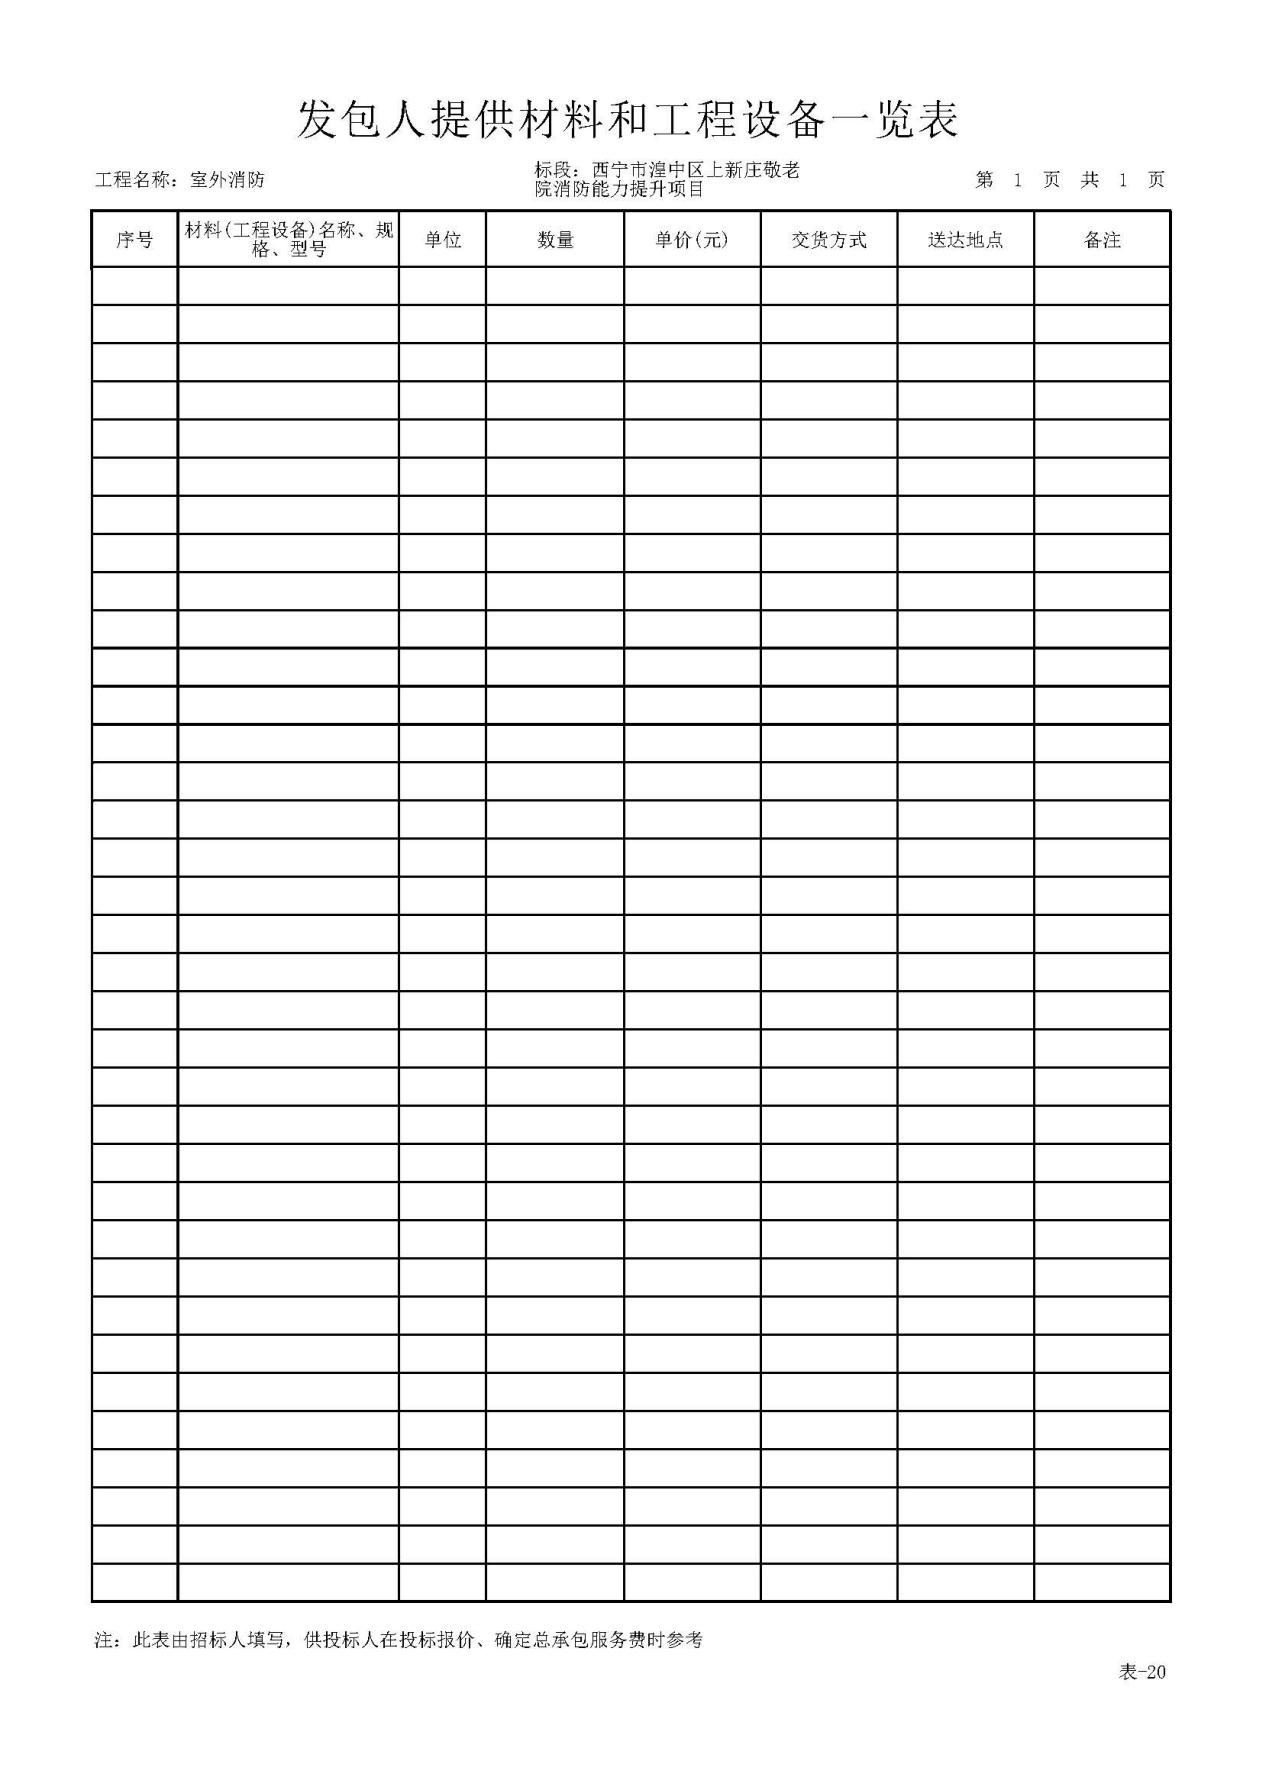 发包人提供材料和工程设备一览表
工程名称：室外消防
标段：西宁市湟中区上新庄敬老
院消防能力提升项目
第 1 页 共 1 页
序号
材料(工程设备)名称、规
格、型号
单位
数量
单价(元)
交货方式
送达地点
备注
注：此表由招标人填写，供投标人在投标报价、确定总承包服务费时参考
表-20